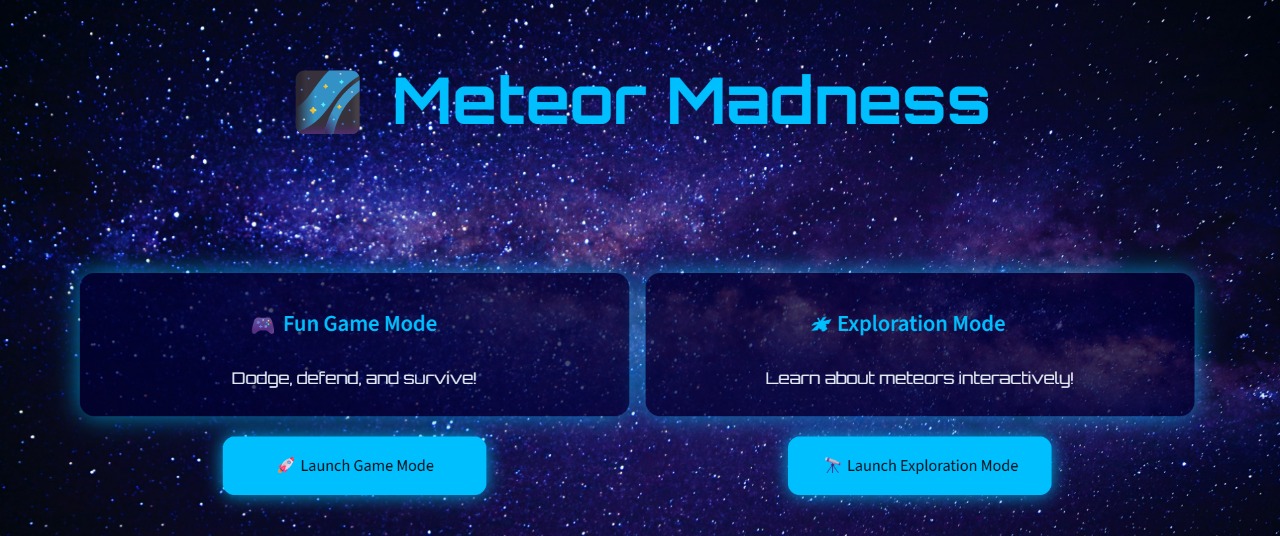 Meteor Madness
Fun Game Mode
Dodge, defend, and survive!
Launch Game Mode
Exploration Mode
Learn about meteors interactively!
Launch Exploration Mode